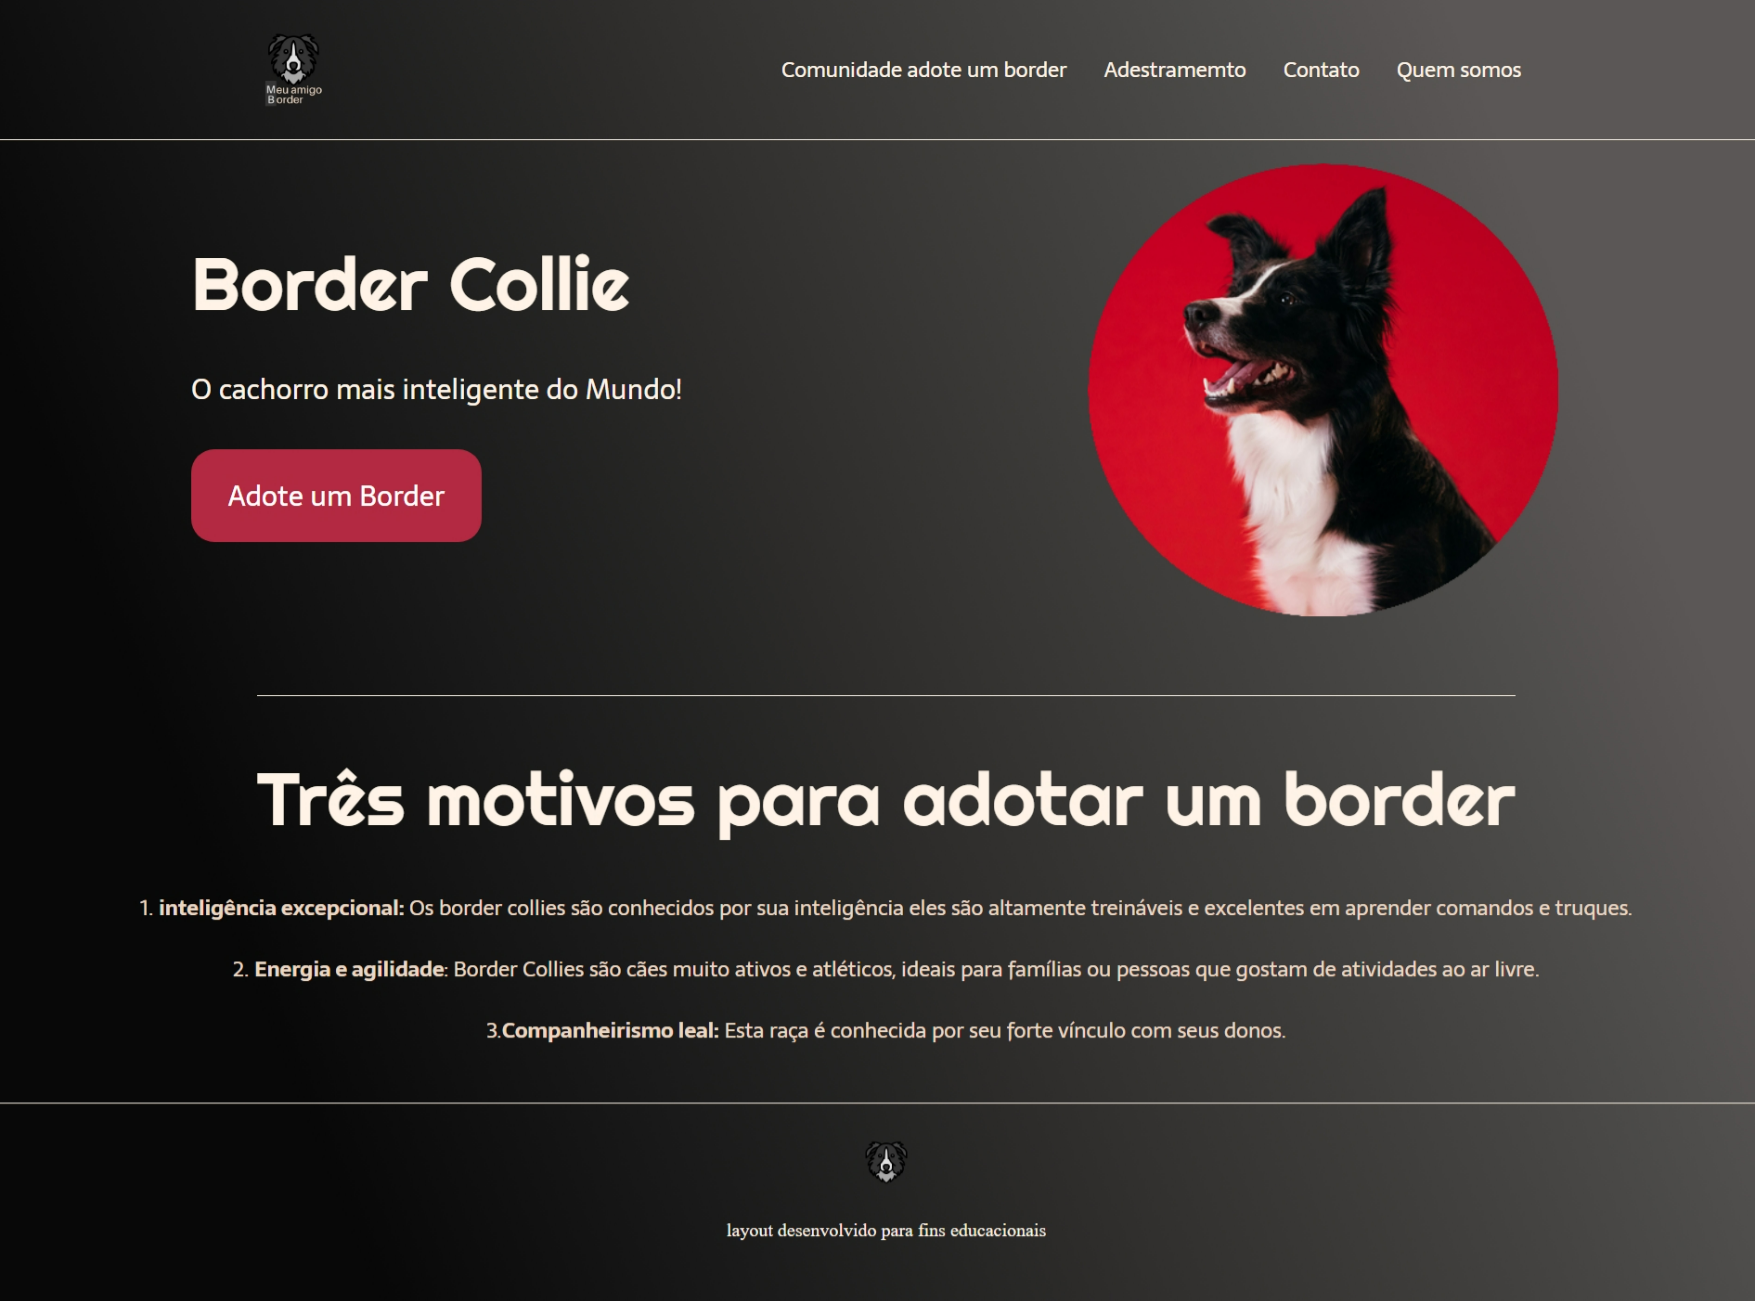 Meu amigo
Border
Comunidade adote um border Adestramemto Contato Quem somos
Border Collie
O cachorro mais inteligente do Mundo!
Adote um Border
Três motivos para adotar um border
1. inteligência excepcional: Os border collies são conhecidos por sua inteligência eles são altamente treináveis e excelentes em aprender comandos e truques.
2. Energia e agilidade: Border Collies são cães muito ativos e atléticos, ideais para famílias ou pessoas que gostam de atividades ao ar livre.
3.Companheirismo leal: Esta raça é conhecida por seu forte vínculo com seus donos.
layout desenvolvido para fins educacionais